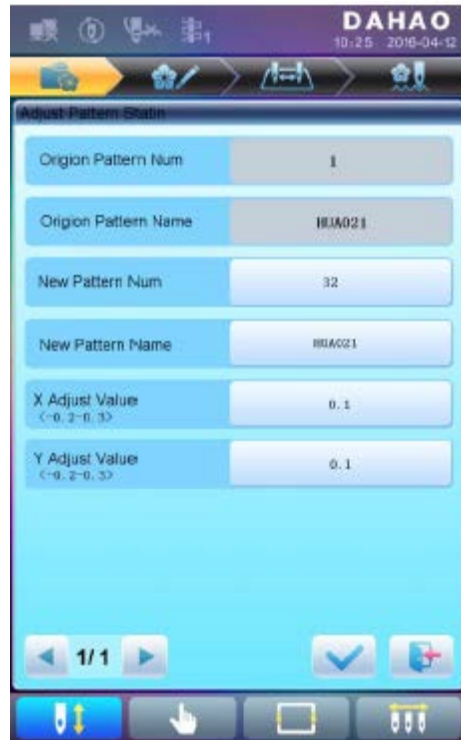 DAHAO
10:25 2016-04-12
1
Adjust Pattern Statin
Origion Pattern Num
1
Origion Pattern Name
HUA021
New Pattern Num
32
New Pattern Name
HUA021
X Adjust Value
<-0.2-0.3>
0.1
Y Adjust Value
<-0.2-0.3>
0.1
1/1